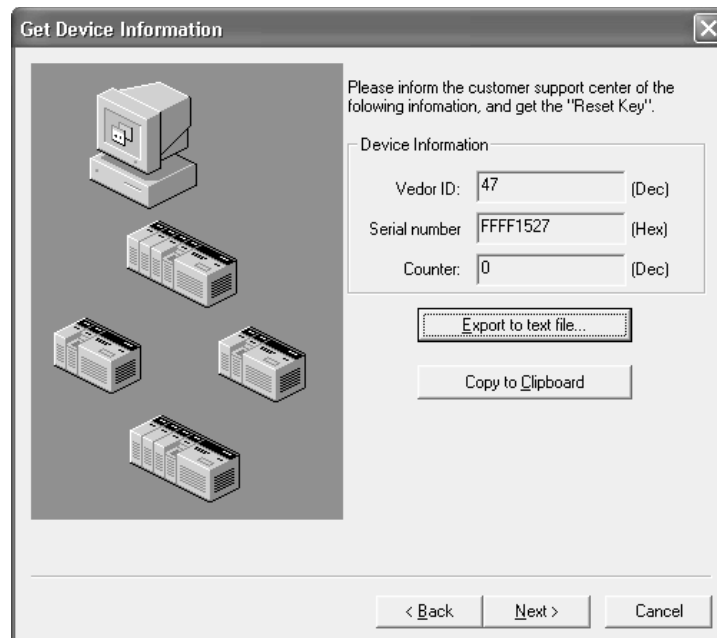 Get Device Information
Please inform the customer support center of the
folowing infomation, and get the "Reset Key".
Device Information
Vedor ID: 47 (Dec)
Serial number FFFF1527 (Hex)
Counter: 0 (Dec)
Export to text file...
Copy to Clipboard
< Back Next > Cancel